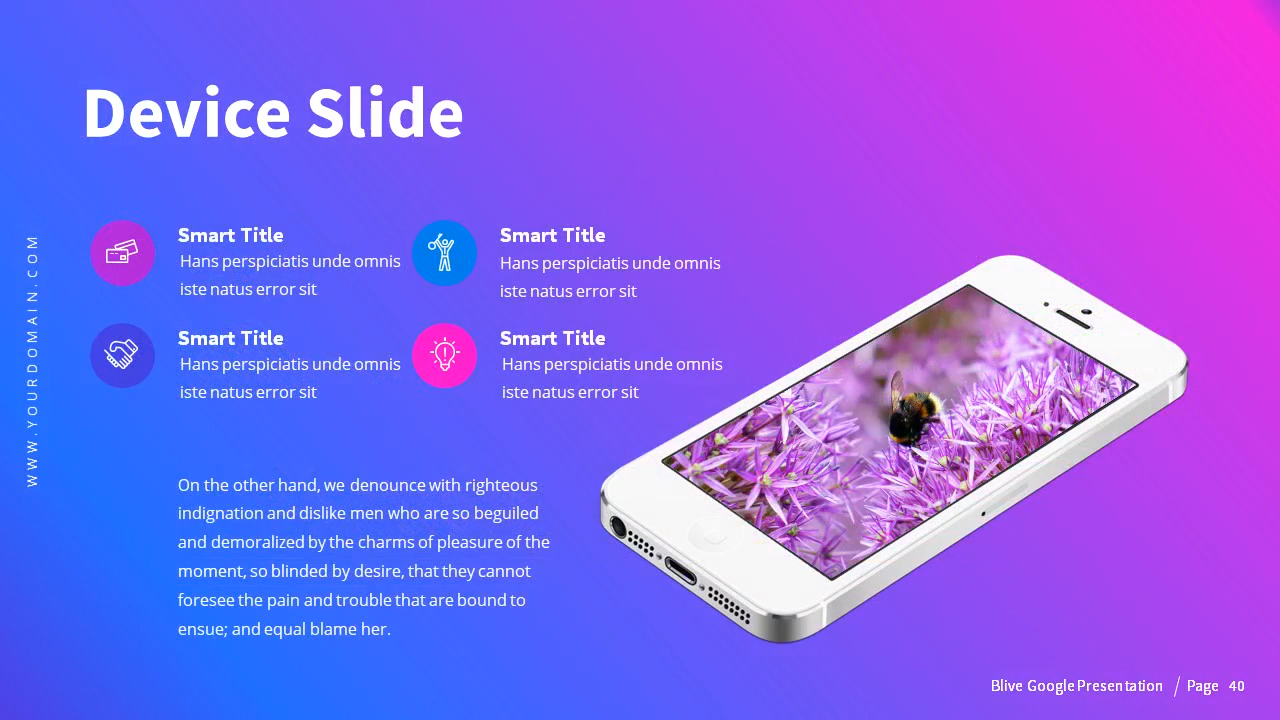 Device Slide
WWW.YOURDOMAIN.COM
Smart Title
Hans perspiciatis unde omnis
iste natus error sit
Smart Title
Hans perspiciatis unde omnis
iste natus error sit
Smart Title
Hans perspiciatis unde omnis
iste natus error sit
Smart Title
Hans perspiciatis unde omnis
iste natus error sit
On the other hand, we denounce with righteous
indignation and dislike men who are so beguiled
and demoralized by the charms of pleasure of the
moment, so blinded by desire, that they cannot
foresee the pain and trouble that are bound to
ensue; and equal blame her.
Blive Google Presentation / Page 40